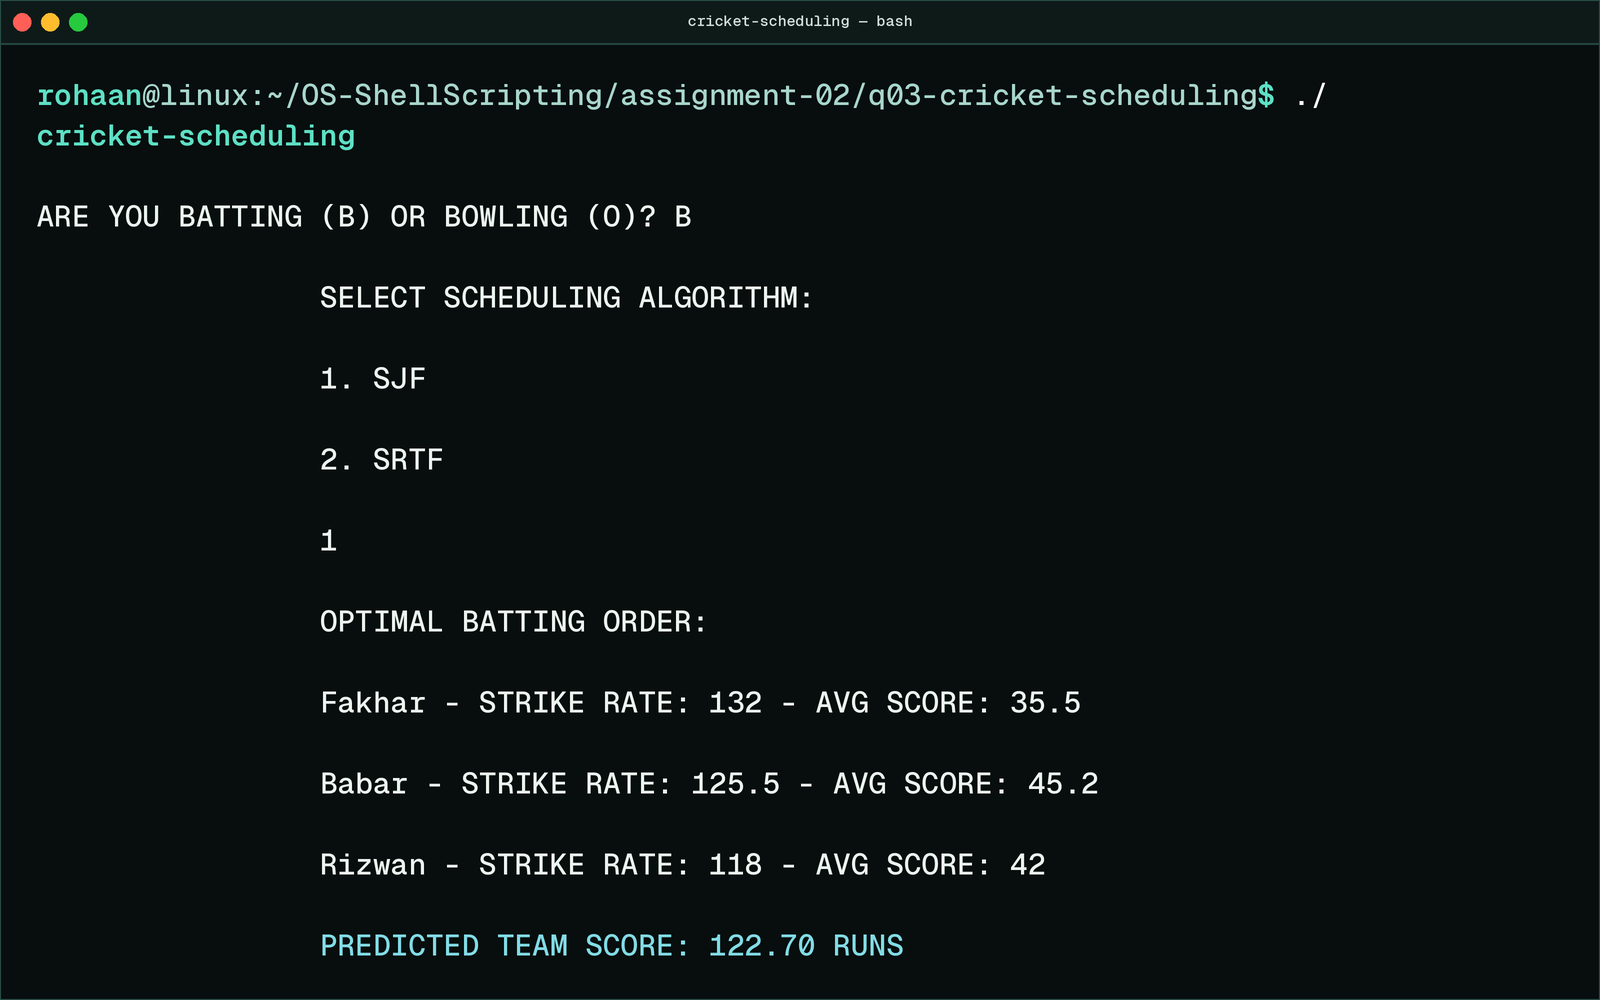 cricket-scheduling — bash
rohaan@linux:~/OS-ShellScripting/assignment-02/q03-cricket-scheduling$ ./
cricket-scheduling
ARE YOU BATTING (B) OR BOWLING (O)? B
SELECT SCHEDULING ALGORITHM:
1. SJF
2. SRTF
1
OPTIMAL BATTING ORDER:
Fakhar - STRIKE RATE: 132 - AVG SCORE: 35.5
Babar - STRIKE RATE: 125.5 - AVG SCORE: 45.2
Rizwan - STRIKE RATE: 118 - AVG SCORE: 42
PREDICTED TEAM SCORE: 122.70 RUNS